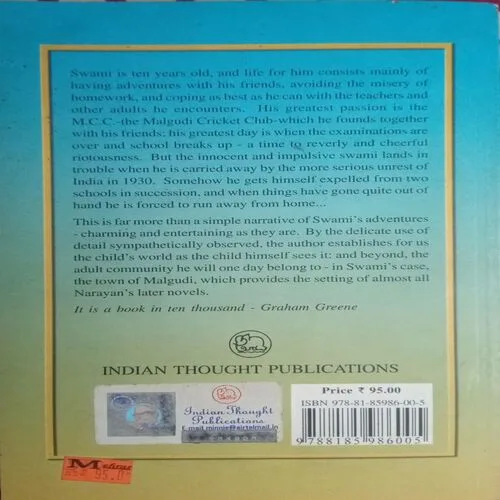 Swami is ten years old, and life for him consists mainly of
having adventures with his friends, avoiding the misery of
homework, and coping as best as he can with the teachers and
other adults he encounters. His greatest passion is the
M.C.C.-(the Malgudi Cricket Club-which he founds together
with his friends; his greatest day is when the examinations are
over and school breaks up - a time to reverly and cheerful
riotousness. But the innocent and impulsive swami lands in
trouble when he is carried away by the more serious unrest of
India in 1930. Somehow he gets himself expelled from two
schools in succession, and when things have gone quite out of
hand he is forced to run away from home...
This is far more than a simple narrative of Swami's adventures
- charming and entertaining as they are. By the delicate use of
detail sympathetically observed, the author establishes for us
the child's world as the child himself sees it: and beyond, the
adult community he will one day belong to - in Swami's case,
the town of Malgudi, which provides the setting of almost all
Narayan's later novels.
It is a book in ten thousand - Graham Greene
INDIAN THOUGHT PUBLICATIONS
Indian Thought
Publications
E.mail.minnie@airtelmail.in
Price ₹ 95.00
ISBN 978-81-85986-00-5
9 788185 986005
95.0